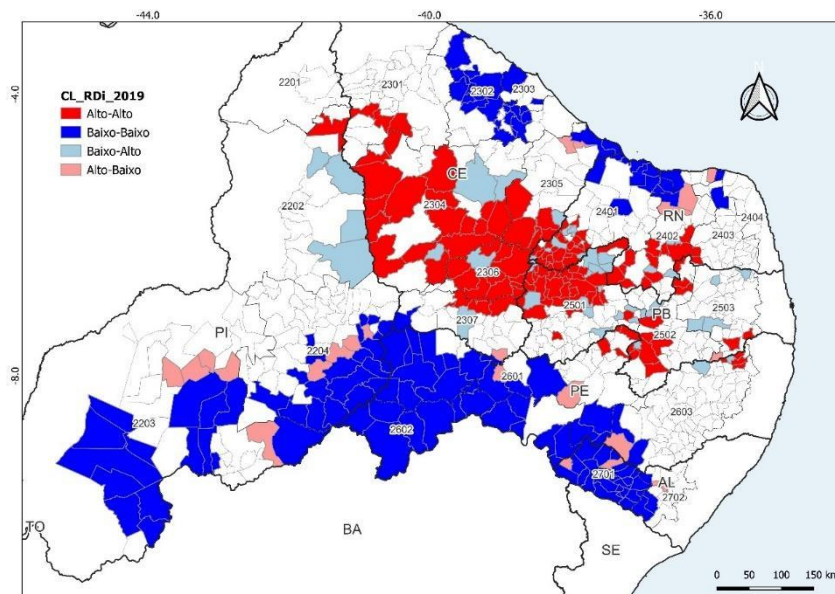 -44.0 -40.0 -36.0
-4.0
-8.0
CL_RDi_2019
Alto-Alto
Baixo-Baixo
Baixo-Alto
Alto-Baixo
N
2201
2301
2302
2303
CE
2304
2305
2202
2401
RN
2402
2403
2404
2306
2501
PB
2502
2503
2307
PI
2204
2601
PE
2603
2203
2602
2701
AL
2702
TO
BA
SE
0 50 100 150 km